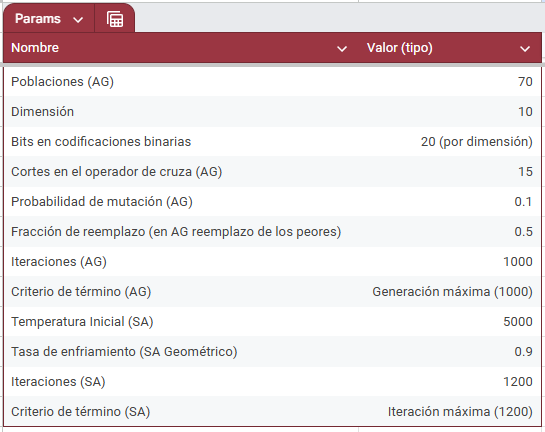 Params
Nombre Valor (tipo)
Poblaciones (AG) 70
Dimensión 10
Bits en codificaciones binarias 20 (por dimensión)
Cortes en el operador de cruza (AG) 15
Probabilidad de mutación (AG) 0.1
Fracción de reemplazo (en AG reemplazo de los peores) 0.5
Iteraciones (AG) 1000
Criterio de término (AG) Generación máxima (1000)
Temperatura Inicial (SA) 5000
Tasa de enfriamiento (SA Geométrico) 0.9
Iteraciones (SA) 1200
Criterio de término (SA) Iteración máxima (1200)